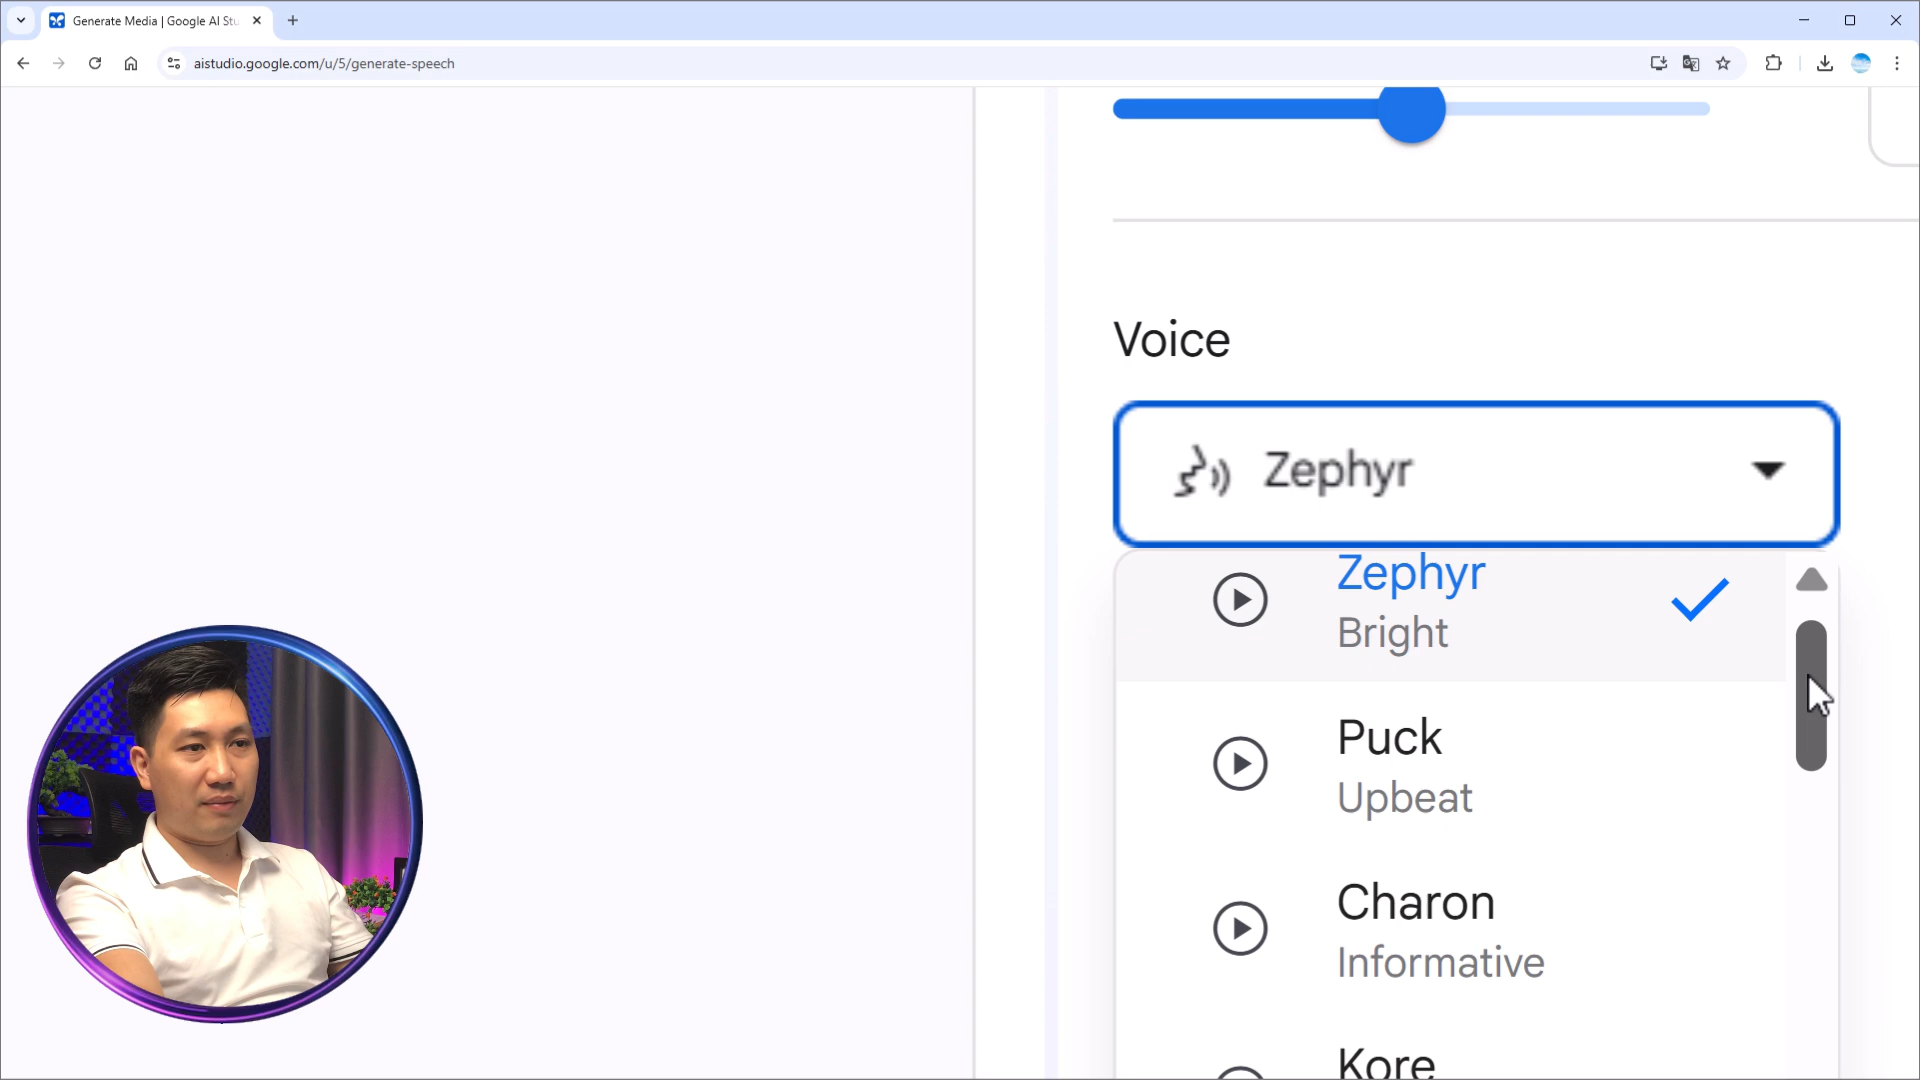 Generate Media | Google AI Stu
aistudio.google.com/u/5/generate-speech
Voice
Zephyr
Zephyr
Bright
Puck
Upbeat
Charon
Informative
Kore